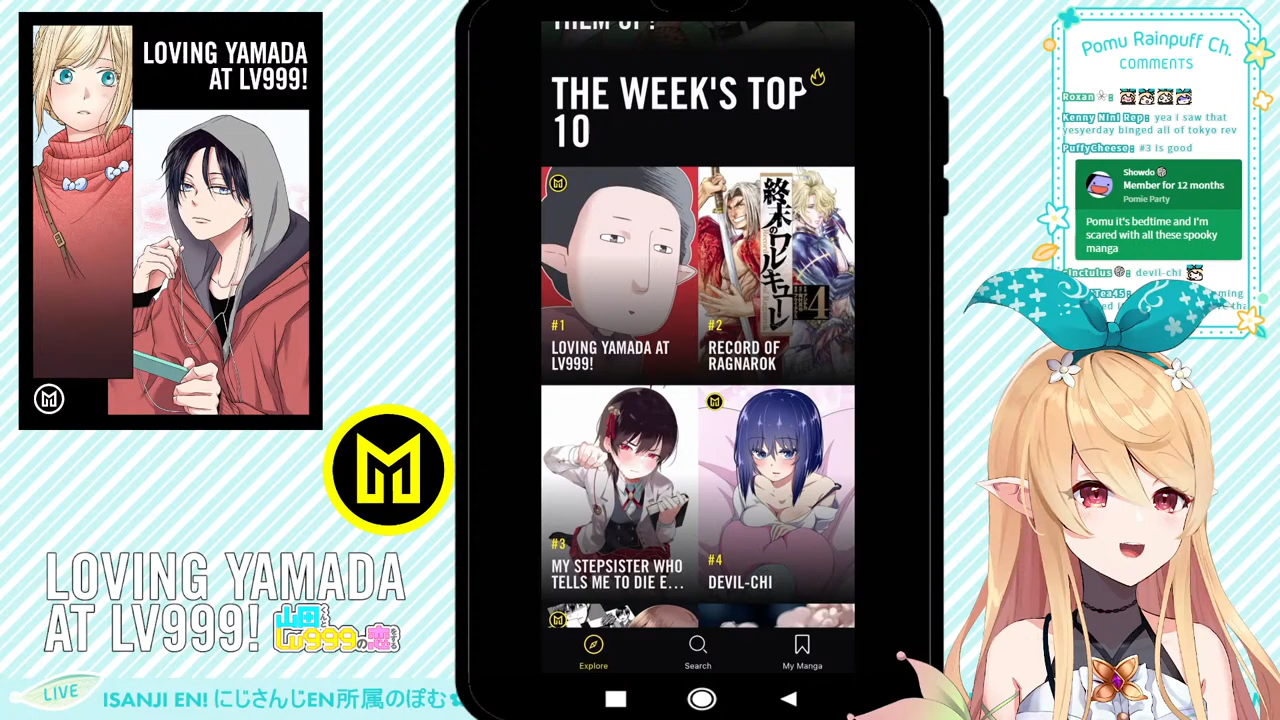 LOVING YAMADA
AT LV999!
LOVING YAMADA
AT LV999!
山田くんと
Lv999の恋をする
LIVE
ISANJI EN! にじさんじEN所属のぽむ
THEM UP!
THE WEEK'S TOP
10
#1
LOVING YAMADA AT
LV999!
終末のワルキューレ
4
#2
RECORD OF
RAGNAROK
#3
MY STEPSISTER WHO
TELLS ME TO DIE E...
#4
DEVIL-CHI
Explore
Search
My Manga
Pomu Rainpuff Ch.
COMMENTS
Roxan :
Kenny Nini Rep: yea i saw that
yesyerday binged all of tokyo rev
PuffyCheese: #3 is good
Showdo
Member for 12 months
Pomie Party
Pomu it's bedtime and I'm
scared with all these spooky
manga
Inctulus : devil-chi